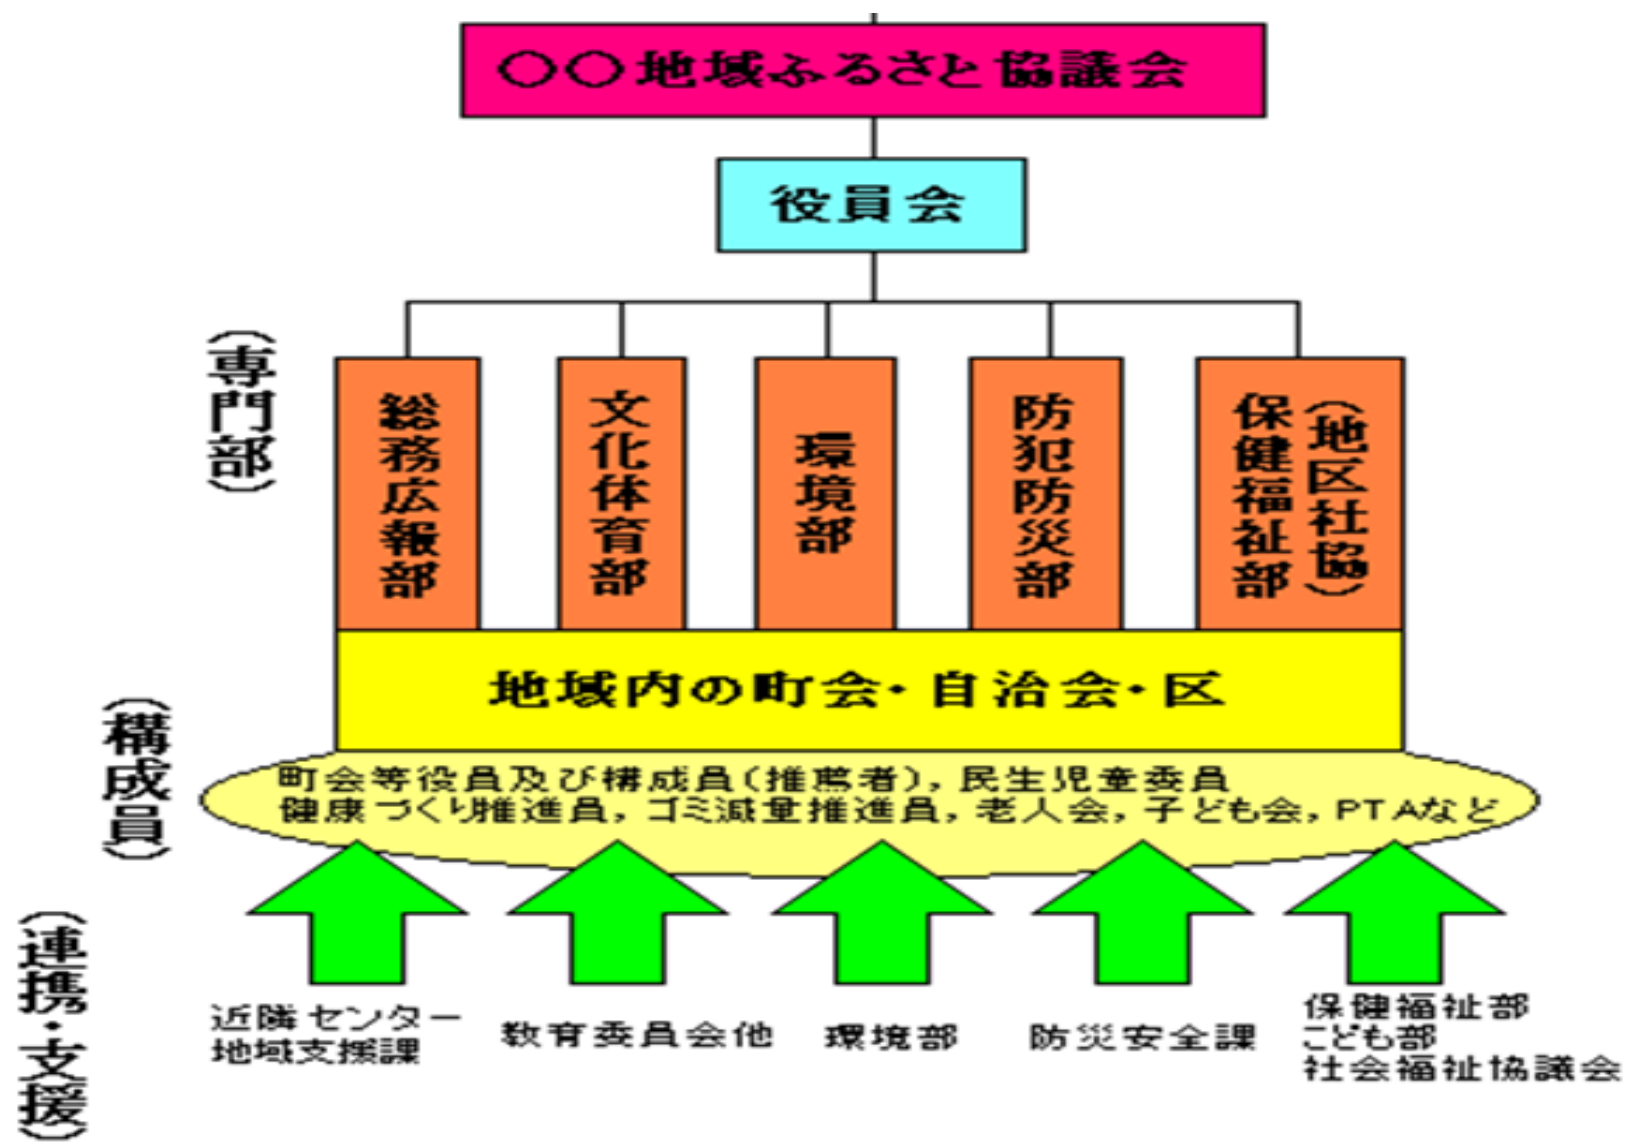 〇〇地域ふるさと協議会
役員会
(専門部)
総務広報部
文化体育部
環境部
防犯防災部
保健福祉部
(地区社協)
地域内の町会・自治会・区
(構成員)
町会等役員及び構成員(推薦者),民生児童委員
健康づくり推進員,ゴミ減量推進員,老人会,子ども会,PTAなど
(連携・支援)
近隣センター
地域支援課
教育委員会他
環境部
防災安全課
保健福祉部
こども部
社会福祉協議会